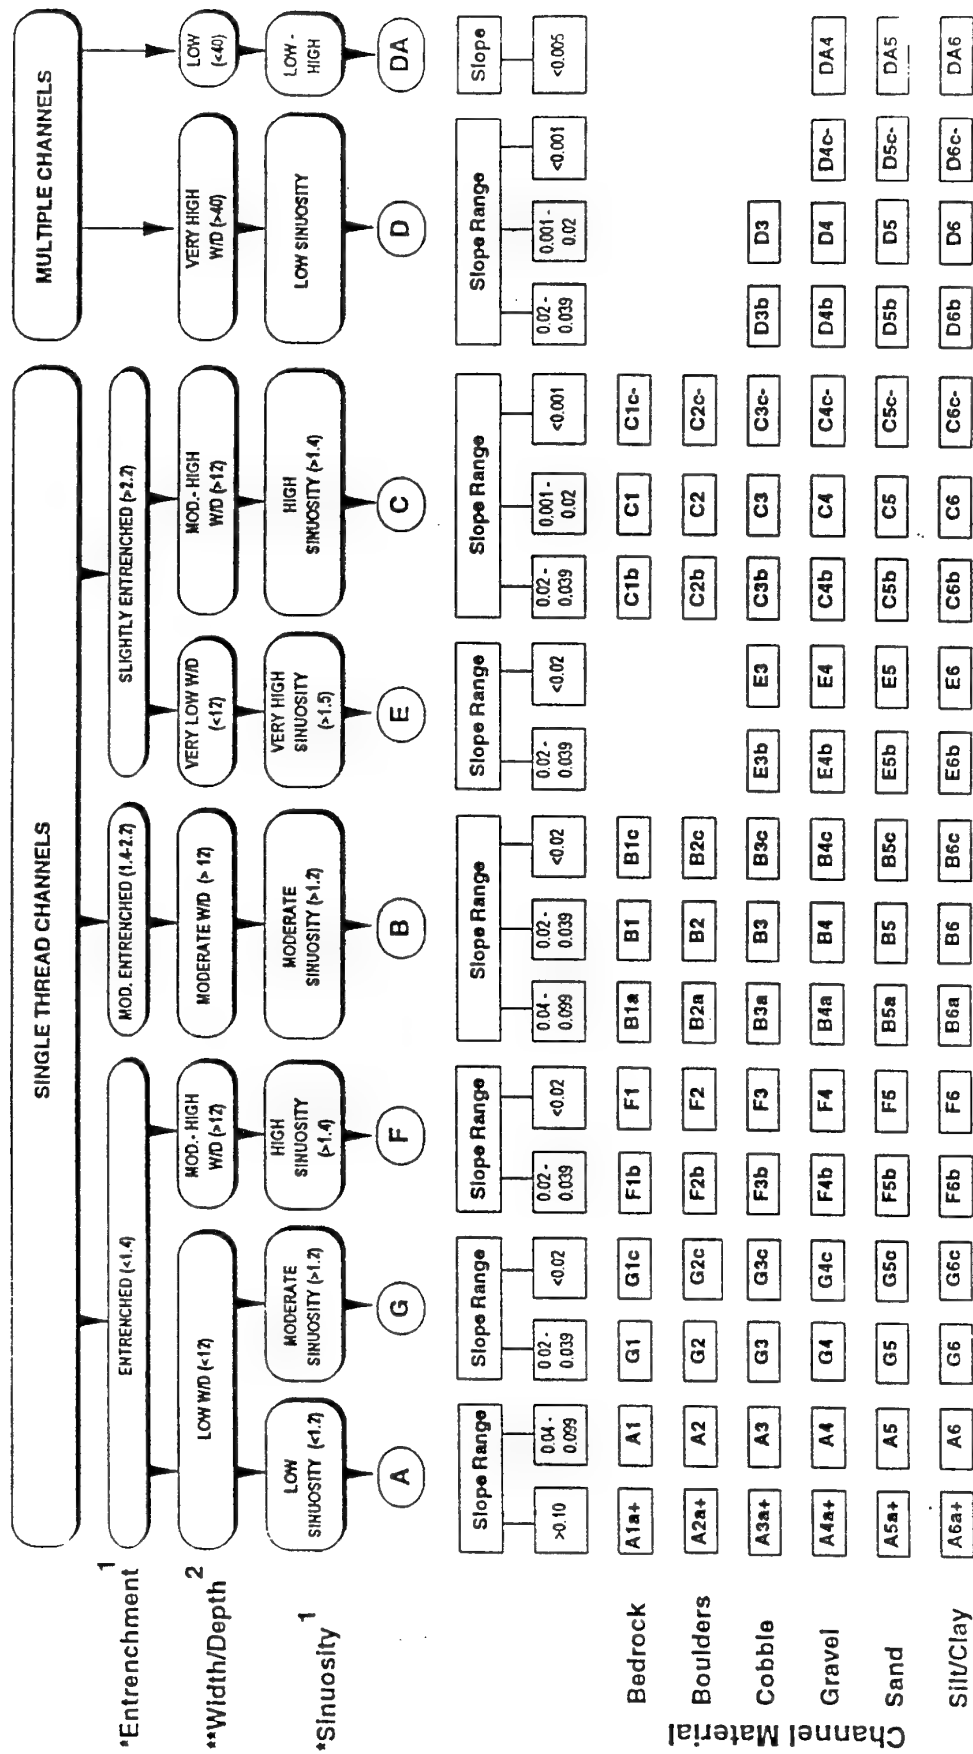 SINGLE THREAD CHANNELS
MULTIPLE CHANNELS
*Entrenchment 1
ENTRENCHED (<1.4)
MOD. ENTRENCHED (1.4-2.2)
SLIGHTLY ENTRENCHED (>2.2)
**Width/Depth 2
LOW W/D (<12)
MOD.- HIGH
W/D (>12)
MODERATE W/D (> 12)
VERY LOW W/D
(<12)
MOD.- HIGH
W/D (>12)
VERY HIGH
W/D (>40)
LOW
(<40)
*Sinuosity 1
LOW
SINUOSITY (<1.2)
MODERATE
SINUOSITY (>1.2)
HIGH
SINUOSITY
(>1.4)
MODERATE
SINUOSITY (>1.2)
VERY HIGH
SINUOSITY
(>1.5)
HIGH
SINUOSITY (>1.4)
LOW SINUOSITY
LOW -
HIGH
A G F B E C D DA
Slope Range Slope Range Slope Range Slope Range Slope Range Slope Range Slope Range Slope
>0.10
0.04 -
0.099
0.02 -
0.039
<0.02
0.02 -
0.039
<0.02
0.04 -
0.099
0.02 -
0.039
<0.02
0.02 -
0.039
<0.02
0.02 -
0.039
0.001 -
0.02
<0.001
0.02 -
0.039
0.001 -
0.02
<0.001
<0.005
Channel Material
Bedrock A1a+ A1 G1 G1c F1b F1 B1a B1 B1c C1b C1 C1c-
Boulders A2a+ A2 G2 G2c F2b F2 B2a B2 B2c C2b C2 C2c-
Cobble A3a+ A3 G3 G3c F3b F3 B3a B3 B3c E3b E3 C3b C3 C3c- D3b D3
Gravel A4a+ A4 G4 G4c F4b F4 B4a B4 B4c E4b E4 C4b C4 C4c- D4b D4 D4c- DA4
Sand A5a+ A5 G5 G5c F5b F5 B5a B5 B5c E5b E5 C5b C5 C5c- D5b D5 D5c- DA5
Silt/Clay A6a+ A6 G6 G6c F6b F6 B6a B6 B6c E6b E6 C6b C6 C6c- D6b D6 D6c- DA6